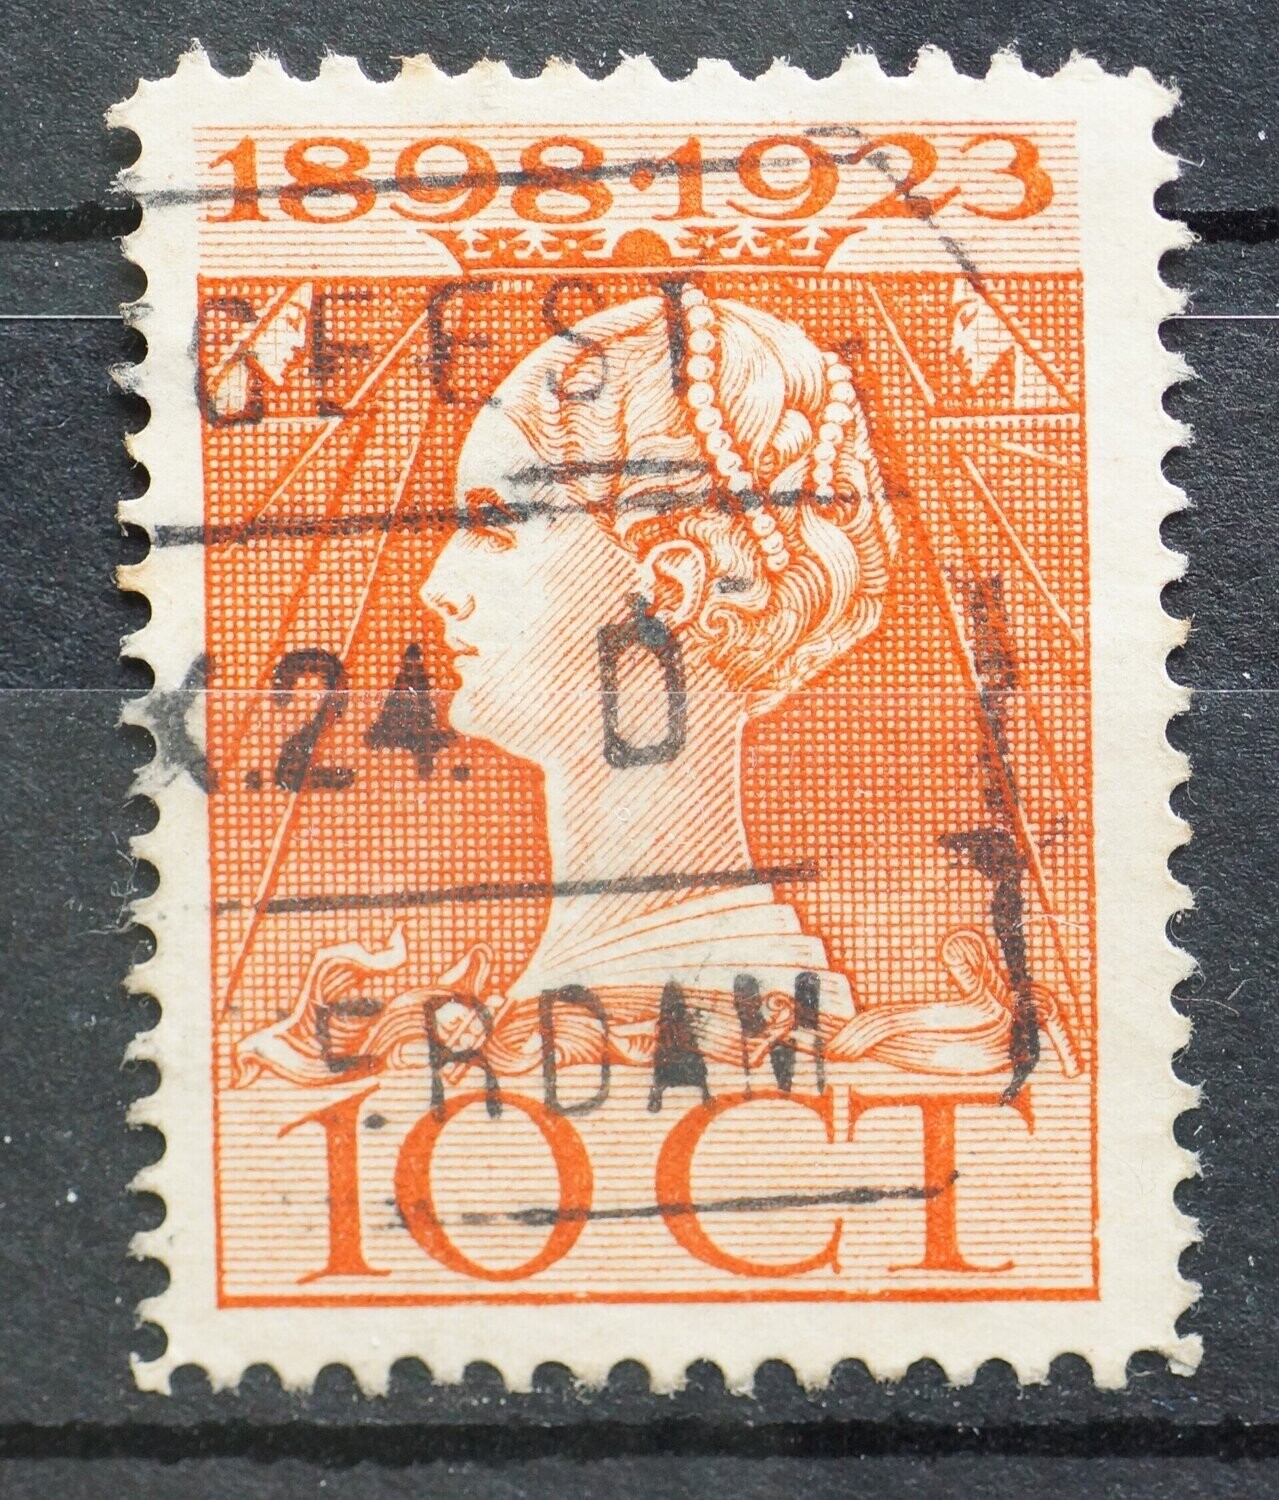 1898·1923
GEEST
X.24. D
ERDAM
10 CT